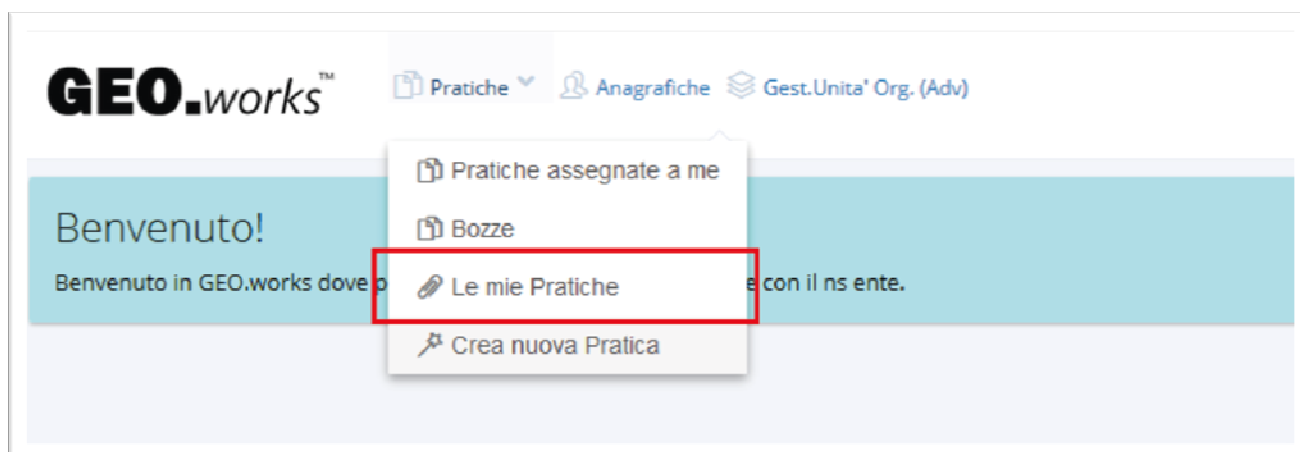 GEO.works™ Pratiche Anagrafiche Gest.Unita' Org. (Adv)
Pratiche assegnate a me
Benvenuto!
Bozze
Benvenuto in GEO.works dove
Le mie Pratiche
con il ns ente.
Crea nuova Pratica